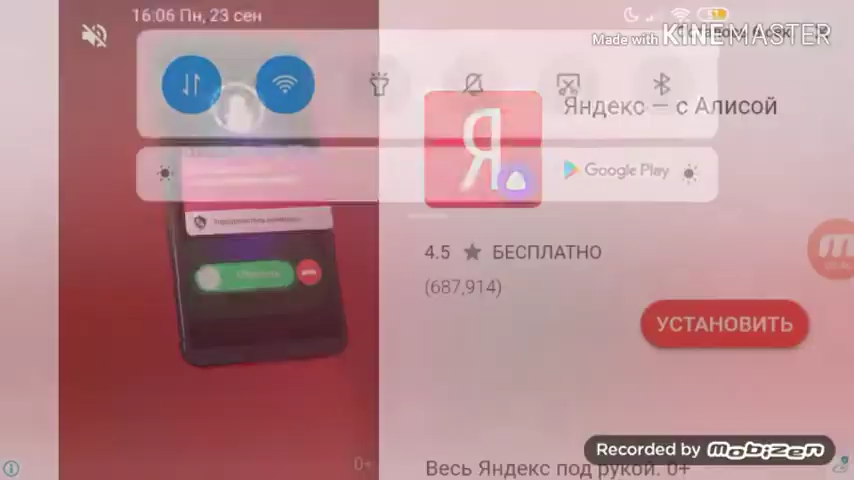 16:06 Пн, 23 сен
Made with KINEMASTER
Яндекс — с Алисой
Я
Google Play
4.5 ★ БЕСПЛАТНО
(687,914)
УСТАНОВИТЬ
Recorded by Mobizen
0+
Весь Яндекс под рукой. 0+